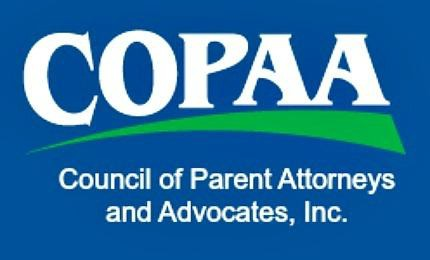 COPAA
Council of Parent Attorneys
and Advocates, Inc.